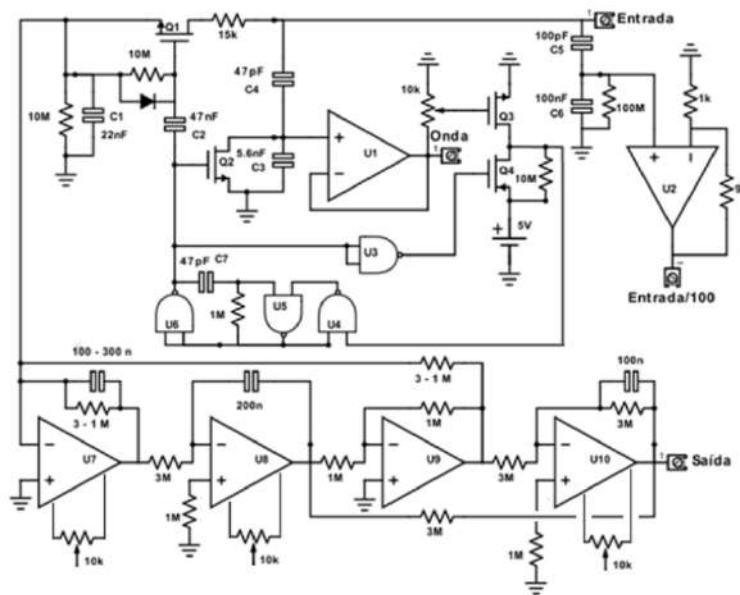 Q1
15k
Entrada
100pF
C5
10M
47pF
C4
10k
Q3
1k
10M
C1
22nF
47nF
C2
Q2
5.6nF
C3
U1
Onda
1
Q4
10M
100nF
C6
100M
U2
9
5V
47pF C7
U3
U6
1M
U5
U4
Entrada/100
100 - 300 n
3 - 1 M
3 - 1 M
100n
200n
1M
3M
U7
3M
U8
1M
U9
3M
U10
1
Saída
1M
3M
1M
10k
10k
10k